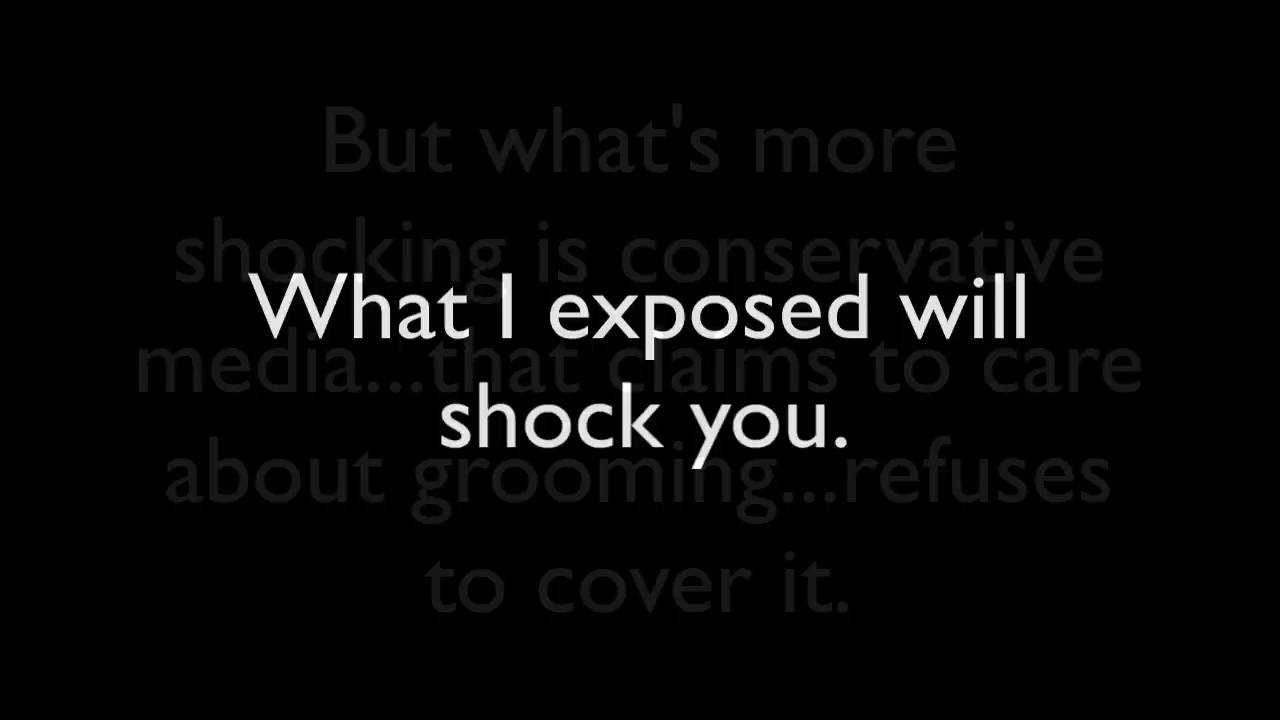 But what's more
shocking is conservative
What I exposed will
media...that claims to care
shock you.
about grooming...refuses
to cover it.